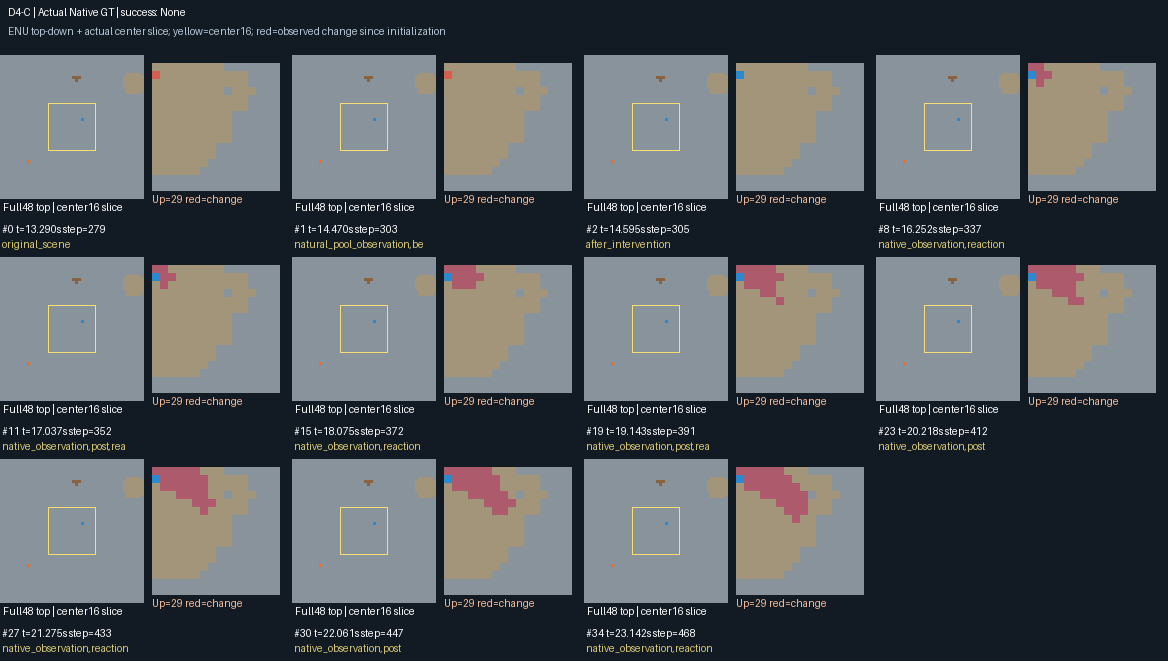 D4-C | Actual Native GT | success: None
ENU top-down + actual center slice; yellow=center16; red=observed change since initialization
Full48 top | center16 slice
Up=29 red=change
#0 t=13.290s step=279
original_scene
Full48 top | center16 slice
Up=29 red=change
#1 t=14.470s step=303
natural_pool_observation,be
Full48 top | center16 slice
Up=29 red=change
#2 t=14.595s step=305
after_intervention
Full48 top | center16 slice
Up=29 red=change
#8 t=16.252s step=337
native_observation,reaction
Full48 top | center16 slice
Up=29 red=change
#11 t=17.037s step=352
native_observation,post,rea
Full48 top | center16 slice
Up=29 red=change
#15 t=18.075s step=372
native_observation,reaction
Full48 top | center16 slice
Up=29 red=change
#19 t=19.143s step=391
native_observation,post,rea
Full48 top | center16 slice
Up=29 red=change
#23 t=20.218s step=412
native_observation,post
Full48 top | center16 slice
Up=29 red=change
#27 t=21.275s step=433
native_observation,reaction
Full48 top | center16 slice
Up=29 red=change
#30 t=22.061s step=447
native_observation,post
Full48 top | center16 slice
Up=29 red=change
#34 t=23.142s step=468
native_observation,reaction